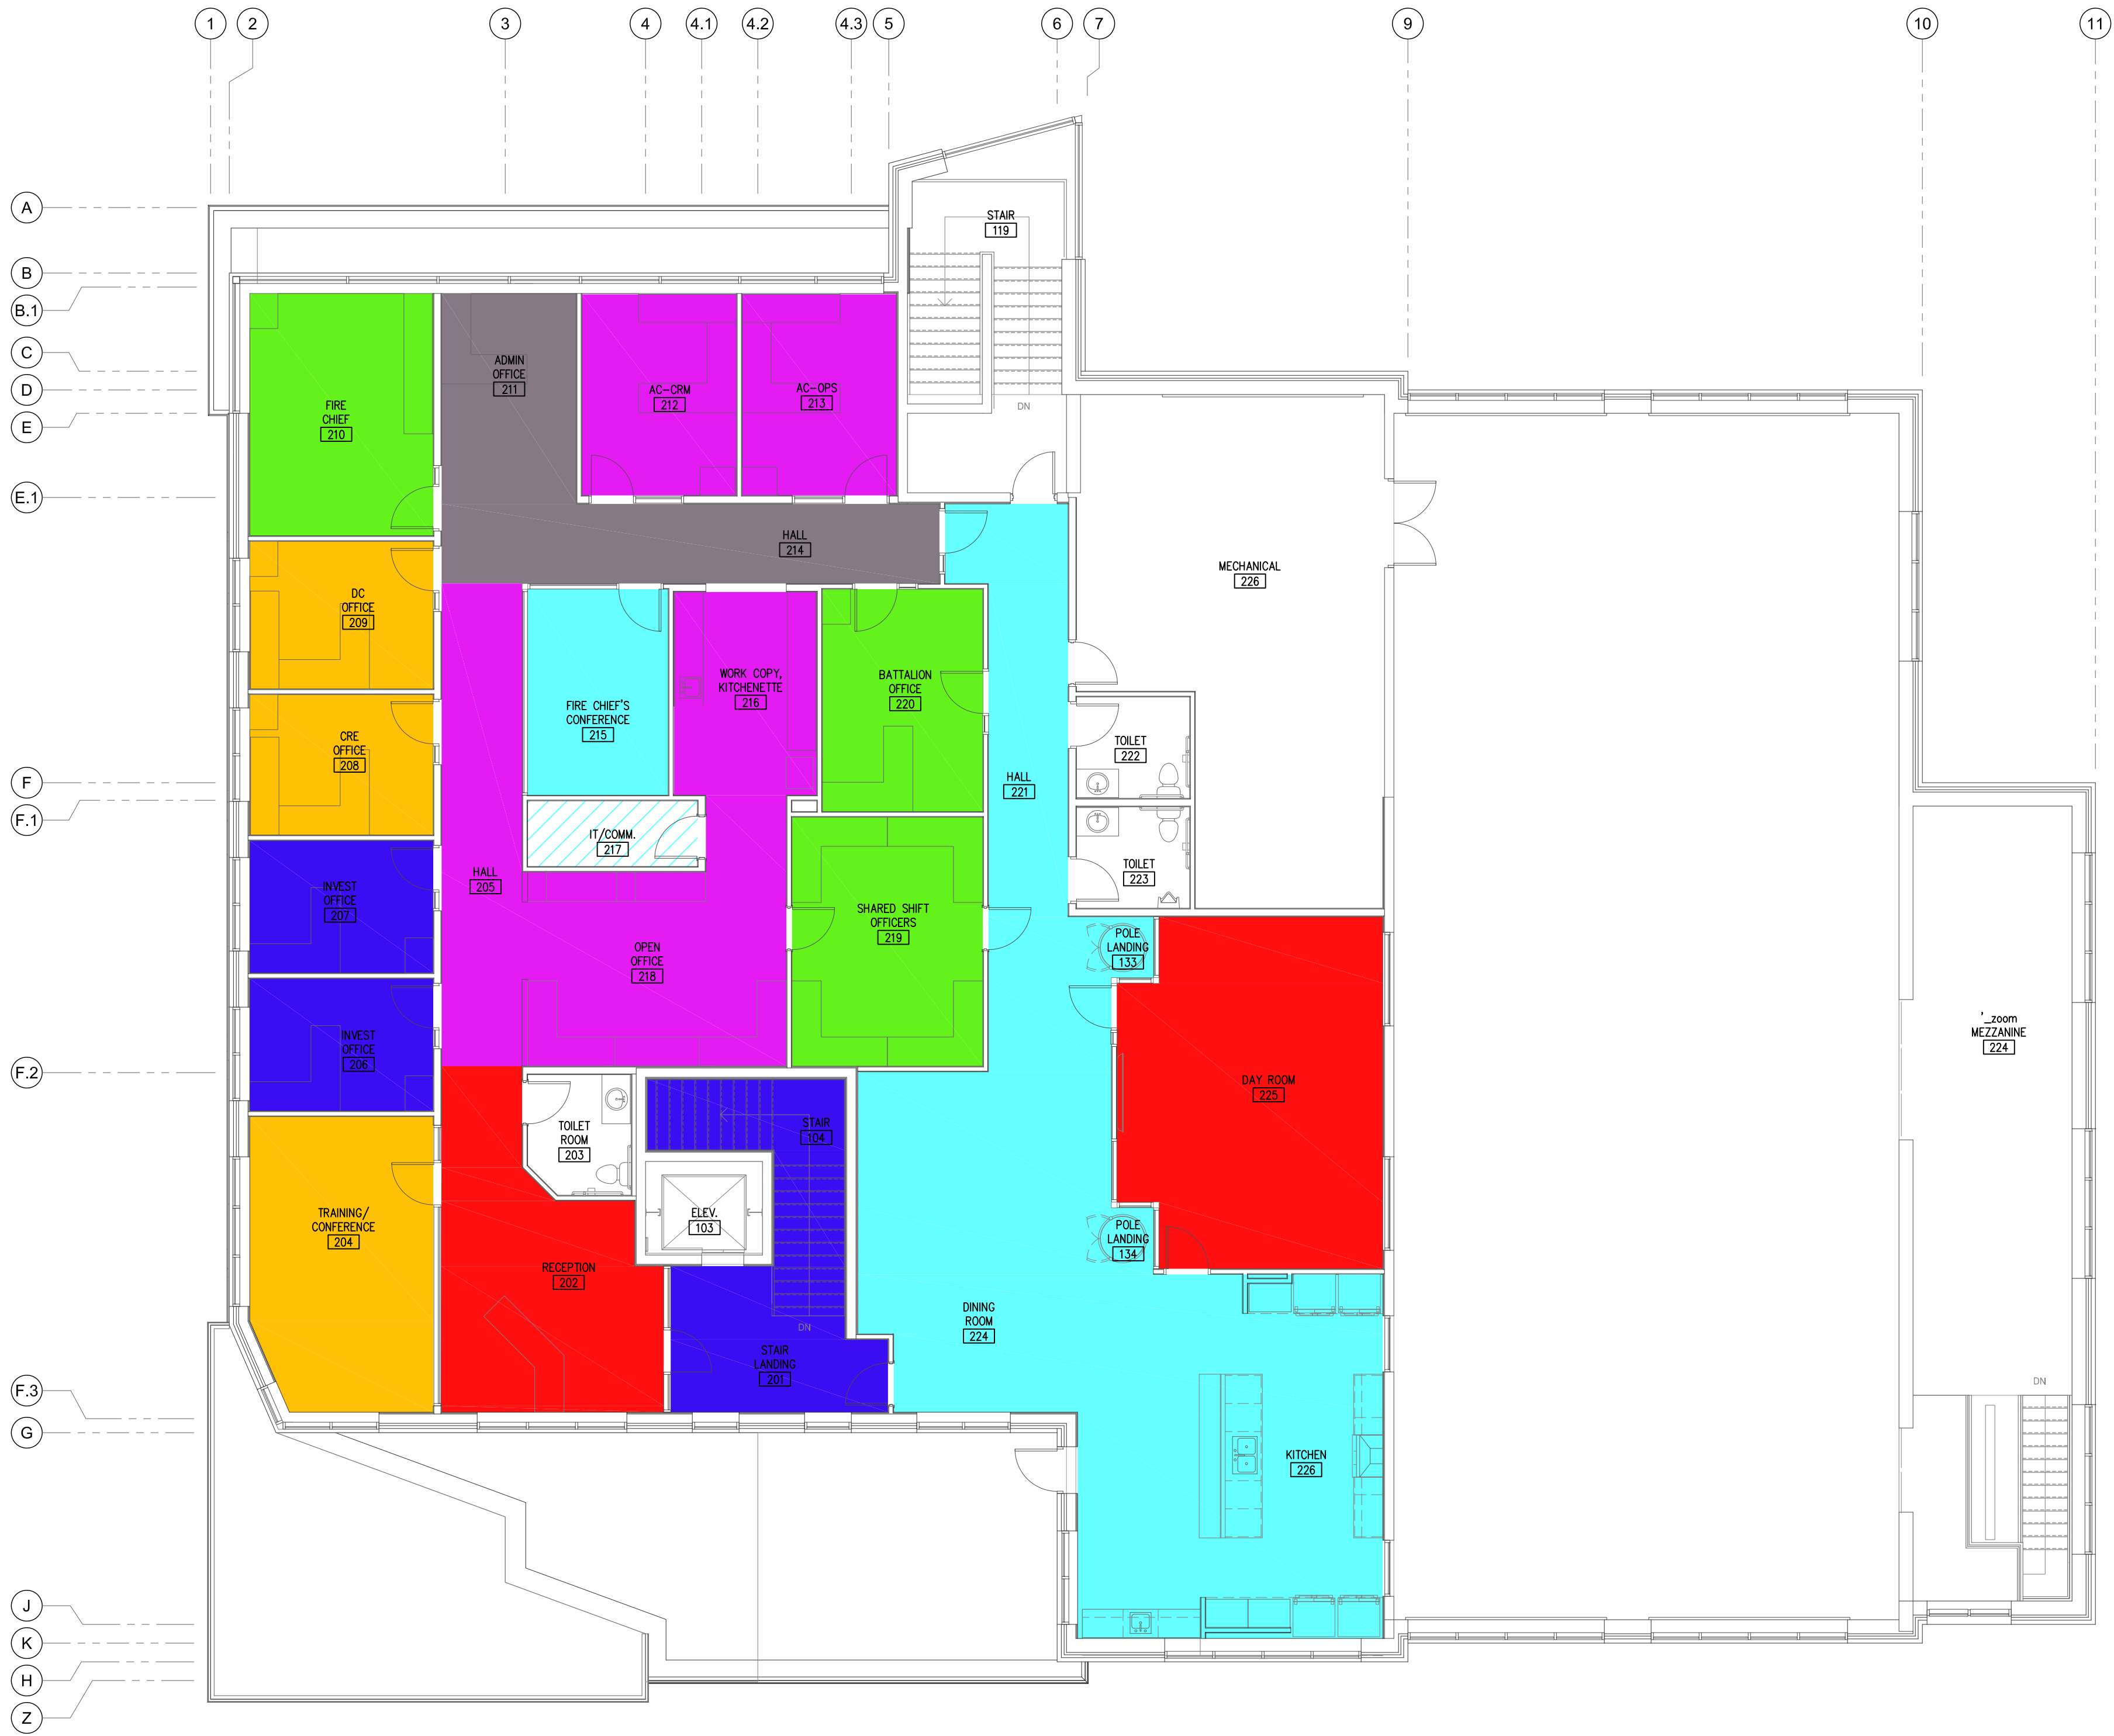 1
2
3
4
4.1
4.2
4.3
5
6
7
9
10
11
A
B
B.1
C
D
E
E.1
F
F.1
F.2
F.3
G
J
K
H
Z
STAIR
119
DN
FIRE
CHIEF
210
ADMIN
OFFICE
211
AC-CRM
212
AC-OPS
213
HALL
214
MECHANICAL
226
DC
OFFICE
209
CRE
OFFICE
208
FIRE CHIEF'S
CONFERENCE
215
WORK COPY,
KITCHENETTE
216
BATTALION
OFFICE
220
TOILET
222
HALL
221
IT/COMM.
217
TOILET
223
HALL
205
INVEST
OFFICE
207
SHARED SHIFT
OFFICERS
219
OPEN
OFFICE
218
POLE
LANDING
133
INVEST
OFFICE
206
'_zoom
MEZZANINE
224
DAY ROOM
225
TOILET
ROOM
203
STAIR
104
TRAINING/
CONFERENCE
204
ELEV.
103
POLE
LANDING
134
RECEPTION
202
DINING
ROOM
224
DN
STAIR
LANDING
201
DN
KITCHEN
226